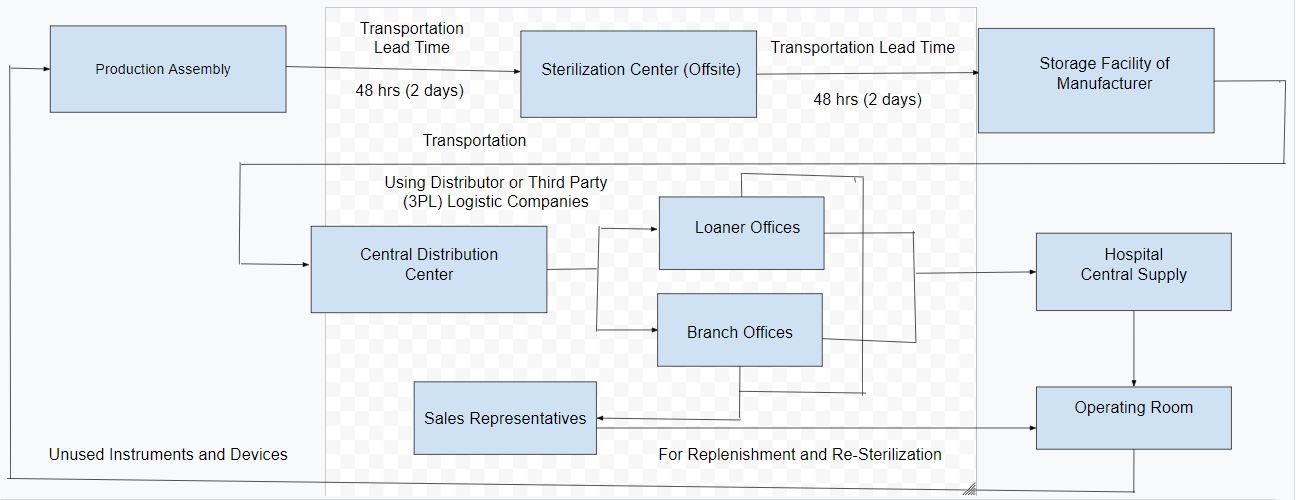 Transportation
Lead Time
Production Assembly
Sterilization Center (Offsite)
Transportation Lead Time
Storage Facility of
Manufacturer
48 hrs (2 days)
48 hrs (2 days)
Transportation
Using Distributor or Third Party
(3PL) Logistic Companies
Central Distribution
Center
Loaner Offices
Hospital
Central Supply
Branch Offices
Sales Representatives
Operating Room
Unused Instruments and Devices
For Replenishment and Re-Sterilization